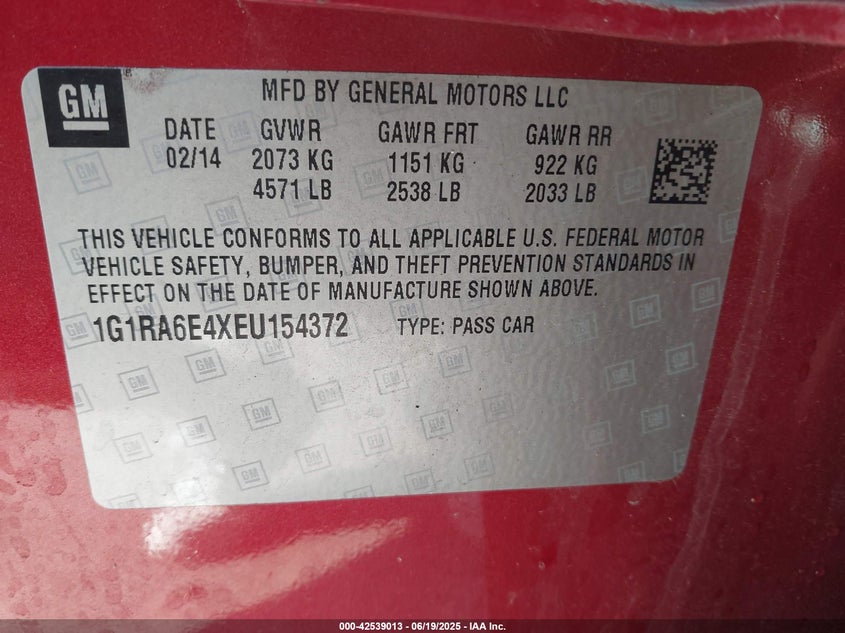 GM
MFD BY GENERAL MOTORS LLC
DATE GVWR GAWR FRT GAWR RR
02/14 2073 KG 1151 KG 922 KG
4571 LB 2538 LB 2033 LB
THIS VEHICLE CONFORMS TO ALL APPLICABLE U.S. FEDERAL MOTOR
VEHICLE SAFETY, BUMPER, AND THEFT PREVENTION STANDARDS IN
EFFECT ON THE DATE OF MANUFACTURE SHOWN ABOVE.
1G1RA6E4XEU154372 TYPE: PASS CAR
000-42539013 - 06/19/2025 - IAA Inc.